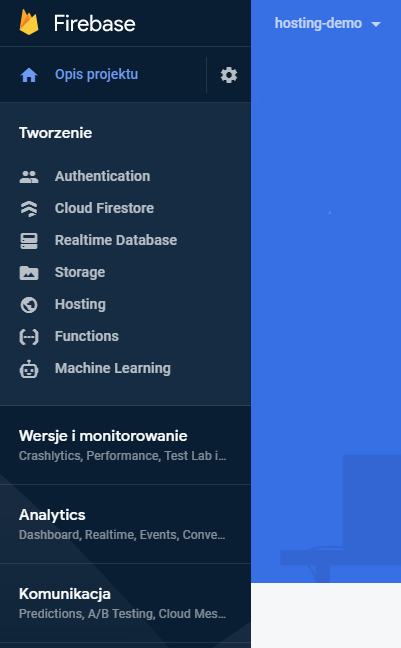 Firebase
hosting-demo
Opis projektu
Tworzenie
Authentication
Cloud Firestore
Realtime Database
Storage
Hosting
Functions
Machine Learning
Wersje i monitorowanie
Crashlytics, Performance, Test Lab i...
Analytics
Dashboard, Realtime, Events, Conve...
Komunikacja
Predictions, A/B Testing, Cloud Mes...